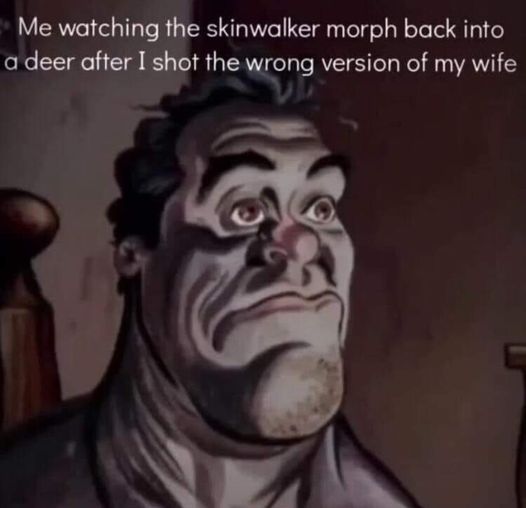 Me watching the skinwalker morph back into
a deer after I shot the wrong version of my wife